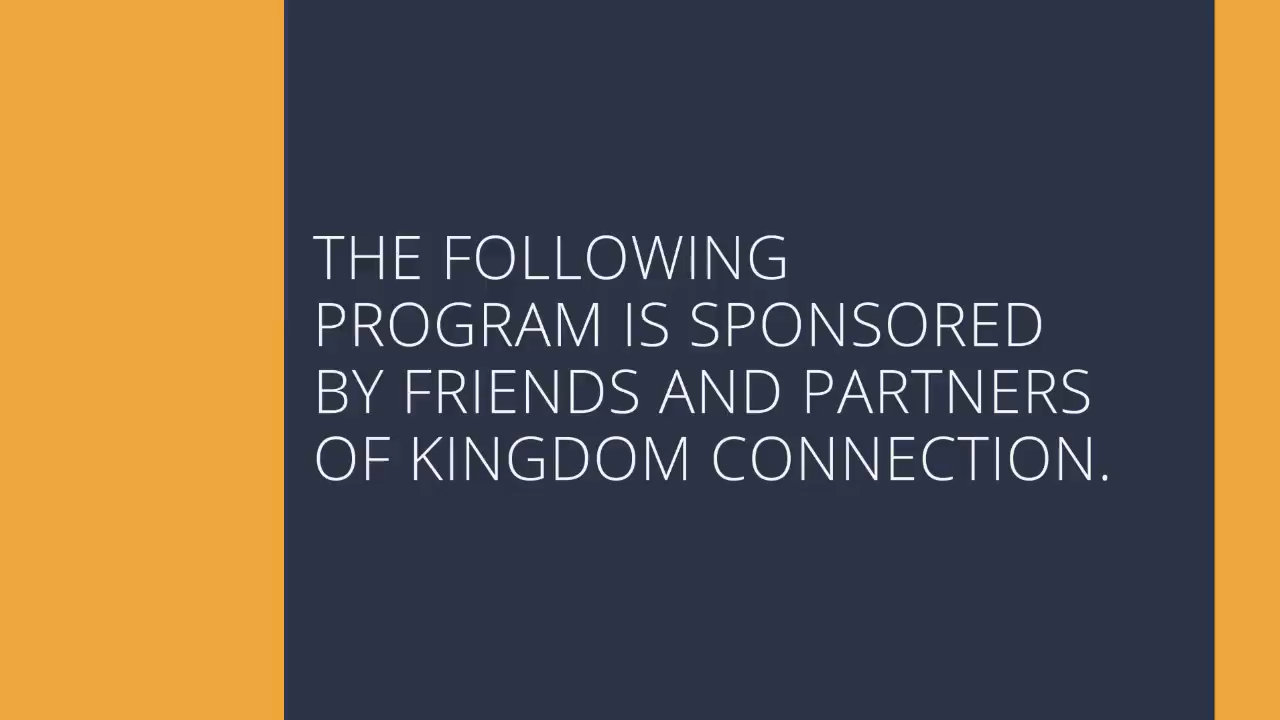 THE FOLLOWING
PROGRAM IS SPONSORED
BY FRIENDS AND PARTNERS
OF KINGDOM CONNECTION.